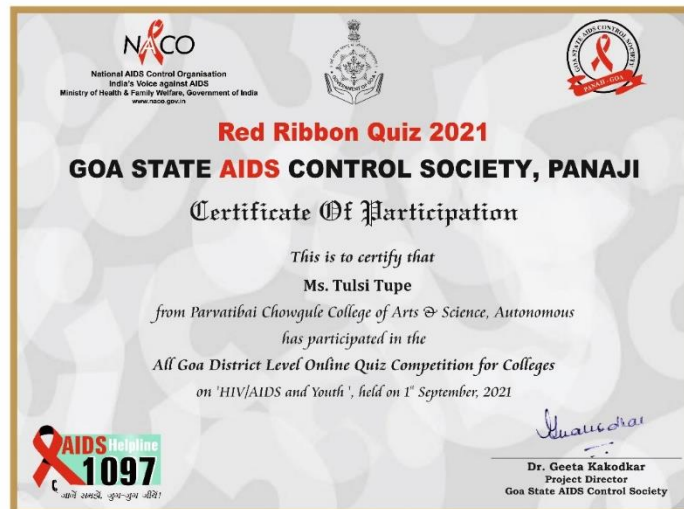 NACO
National AIDS Control Organisation
India's Voice against AIDS
Ministry of Health & Family Welfare, Government of India
www.naco.gov.in
GOA STATE AIDS CONTROL SOCIETY
PANAJI - GOA
Red Ribbon Quiz 2021
GOA STATE AIDS CONTROL SOCIETY, PANAJI
Certificate Of Participation
This is to certify that
Ms. Tulsi Tupe
from Parvatibai Chowgule College of Arts & Science, Autonomous
has participated in the
All Goa District Level Online Quiz Competition for Colleges
on 'HIV/AIDS and Youth ', held on 1st September, 2021
AIDS Helpline
1097
जानें समझें, जुग-जुग जीयें!
Dr. Geeta Kakodkar
Project Director
Goa State AIDS Control Society